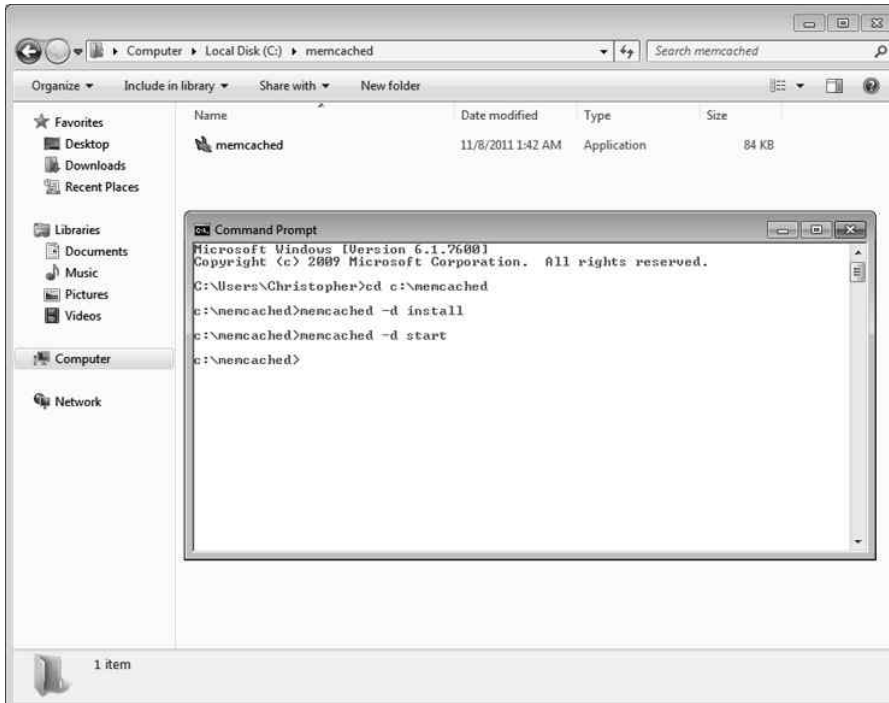 Computer ▸ Local Disk (C:) ▸ memcached
Search memcached
Organize Include in library Share with New folder
Name Date modified Type Size
memcached 11/8/2011 1:42 AM Application 84 KB
Favorites
Desktop
Downloads
Recent Places
Libraries
Documents
Music
Pictures
Videos
Computer
Network
Command Prompt
Microsoft Windows [Version 6.1.7600]
Copyright (c) 2009 Microsoft Corporation. All rights reserved.
C:\Users\Christopher>cd c:\memcached
c:\memcached>memcached -d install
c:\memcached>memcached -d start
c:\memcached>
1 item